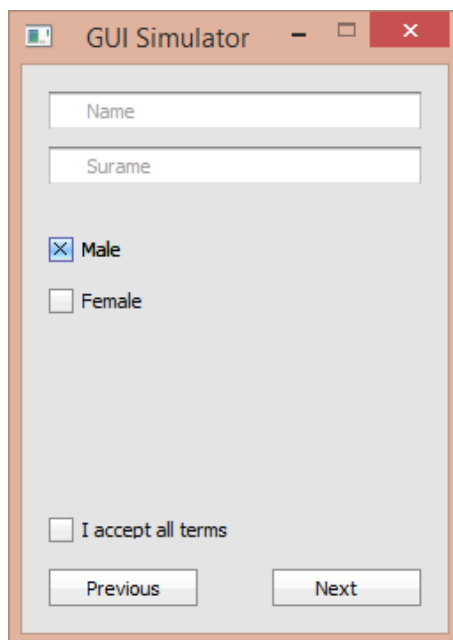 GUI Simulator
Name
Surame
Male
Female
I accept all terms
Previous Next